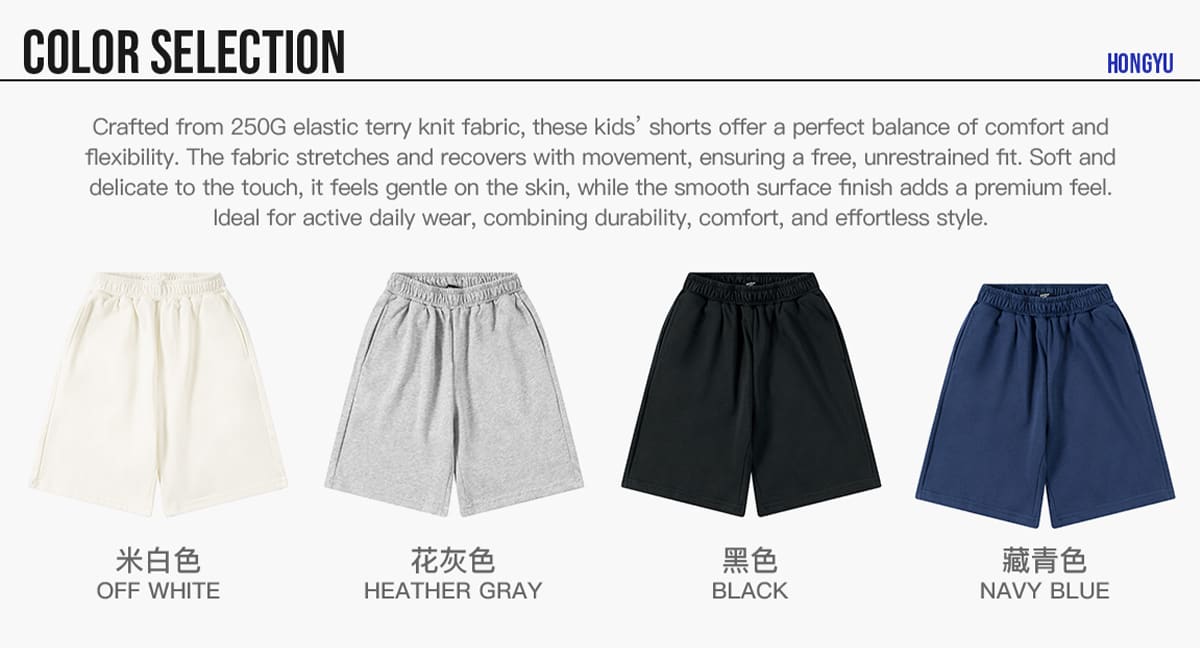 COLOR SELECTION
HONGYU
Crafted from 250G elastic terry knit fabric, these kids’ shorts offer a perfect balance of comfort and
flexibility. The fabric stretches and recovers with movement, ensuring a free, unrestrained fit. Soft and
delicate to the touch, it feels gentle on the skin, while the smooth surface finish adds a premium feel.
Ideal for active daily wear, combining durability, comfort, and effortless style.
米白色
OFF WHITE
花灰色
HEATHER GRAY
黑色
BLACK
藏青色
NAVY BLUE